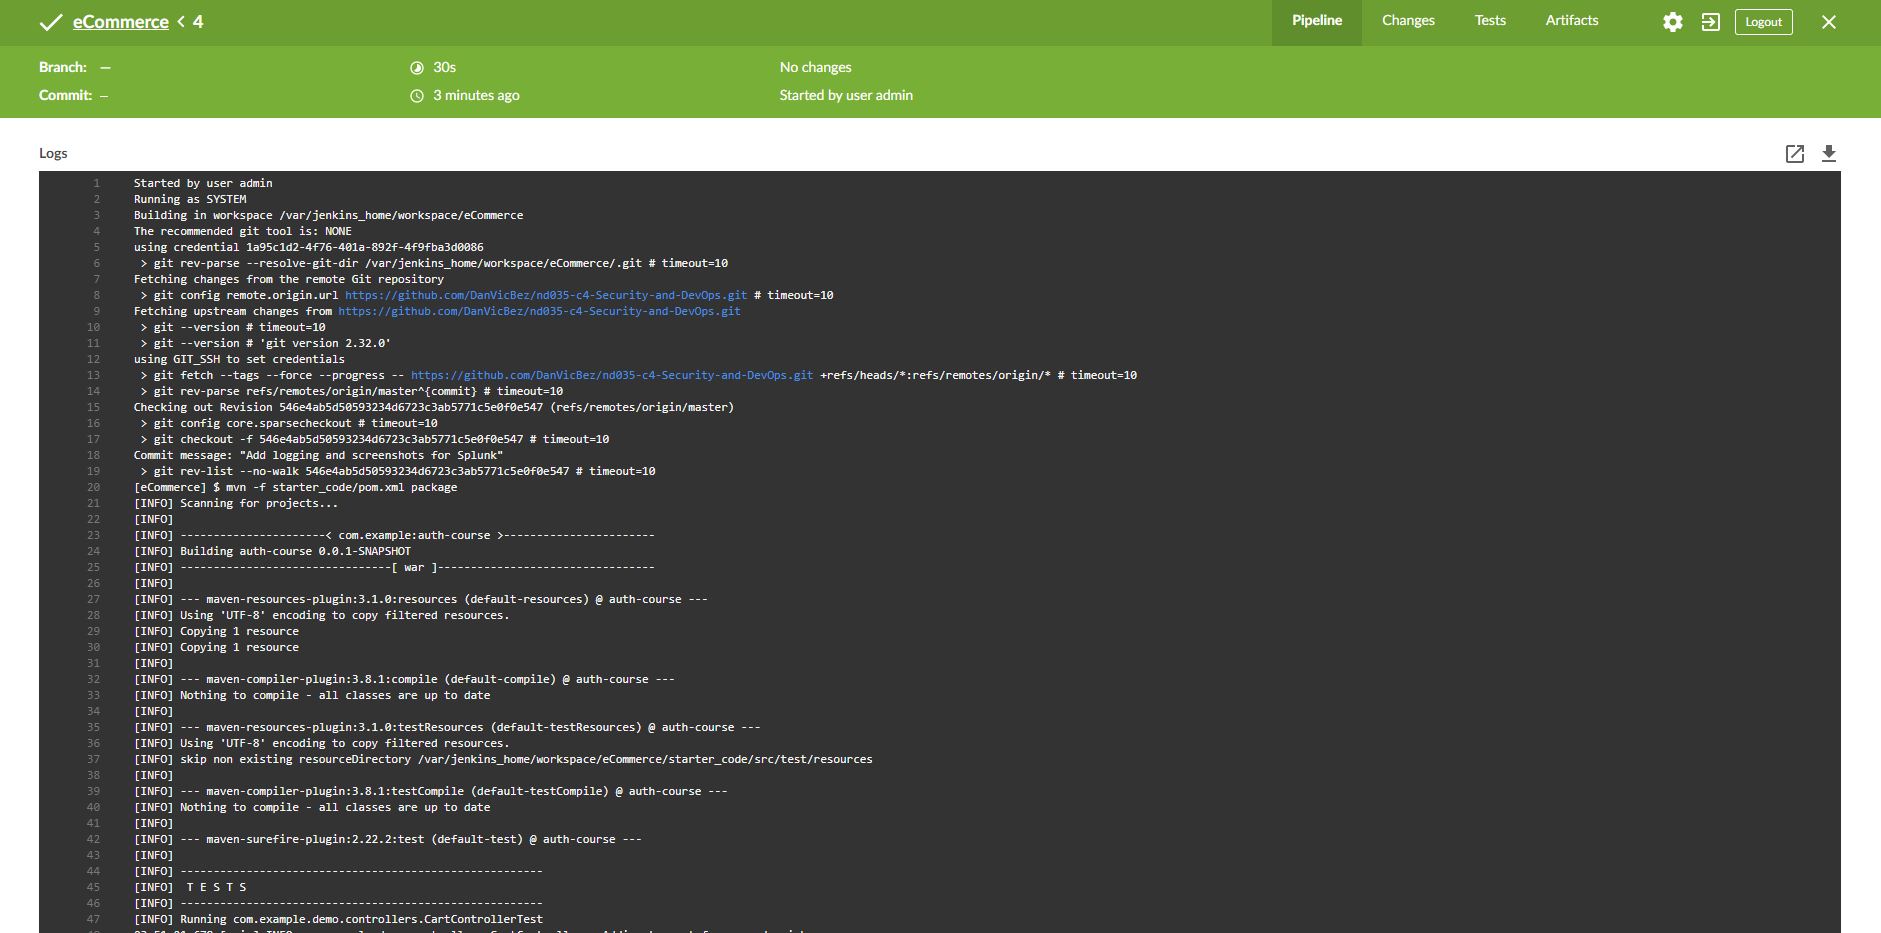 eCommerce < 4
Pipeline Changes Tests Artifacts Logout
Branch: — 30s No changes
Commit: – 3 minutes ago Started by user admin
Logs
1 Started by user admin
2 Running as SYSTEM
3 Building in workspace /var/jenkins_home/workspace/eCommerce
4 The recommended git tool is: NONE
5 using credential 1a95c1d2-4f76-401a-892f-4f9fba3d0086
6 > git rev-parse --resolve-git-dir /var/jenkins_home/workspace/eCommerce/.git # timeout=10
7 Fetching changes from the remote Git repository
8 > git config remote.origin.url https://github.com/DanVicBez/nd035-c4-Security-and-DevOps.git # timeout=10
9 Fetching upstream changes from https://github.com/DanVicBez/nd035-c4-Security-and-DevOps.git
10 > git --version # timeout=10
11 > git --version # 'git version 2.32.0'
12 using GIT_SSH to set credentials
13 > git fetch --tags --force --progress -- https://github.com/DanVicBez/nd035-c4-Security-and-DevOps.git +refs/heads/*:refs/remotes/origin/* # timeout=10
14 > git rev-parse refs/remotes/origin/master^{commit} # timeout=10
15 Checking out Revision 546e4ab5d50593234d6723c3ab5771c5e0f0e547 (refs/remotes/origin/master)
16 > git config core.sparsecheckout # timeout=10
17 > git checkout -f 546e4ab5d50593234d6723c3ab5771c5e0f0e547 # timeout=10
18 Commit message: "Add logging and screenshots for Splunk"
19 > git rev-list --no-walk 546e4ab5d50593234d6723c3ab5771c5e0f0e547 # timeout=10
20 [eCommerce] $ mvn -f starter_code/pom.xml package
21 [INFO] Scanning for projects...
22 [INFO]
23 [INFO] ----------------------< com.example:auth-course >-----------------------
24 [INFO] Building auth-course 0.0.1-SNAPSHOT
25 [INFO] --------------------------------[ war ]---------------------------------
26 [INFO]
27 [INFO] --- maven-resources-plugin:3.1.0:resources (default-resources) @ auth-course ---
28 [INFO] Using 'UTF-8' encoding to copy filtered resources.
29 [INFO] Copying 1 resource
30 [INFO] Copying 1 resource
31 [INFO]
32 [INFO] --- maven-compiler-plugin:3.8.1:compile (default-compile) @ auth-course ---
33 [INFO] Nothing to compile - all classes are up to date
34 [INFO]
35 [INFO] --- maven-resources-plugin:3.1.0:testResources (default-testResources) @ auth-course ---
36 [INFO] Using 'UTF-8' encoding to copy filtered resources.
37 [INFO] skip non existing resourceDirectory /var/jenkins_home/workspace/eCommerce/starter_code/src/test/resources
38 [INFO]
39 [INFO] --- maven-compiler-plugin:3.8.1:testCompile (default-testCompile) @ auth-course ---
40 [INFO] Nothing to compile - all classes are up to date
41 [INFO]
42 [INFO] --- maven-surefire-plugin:2.22.2:test (default-test) @ auth-course ---
43 [INFO]
44 [INFO] -------------------------------------------------------
45 [INFO]  T E S T S
46 [INFO] -------------------------------------------------------
47 [INFO] Running com.example.demo.controllers.CartControllerTest